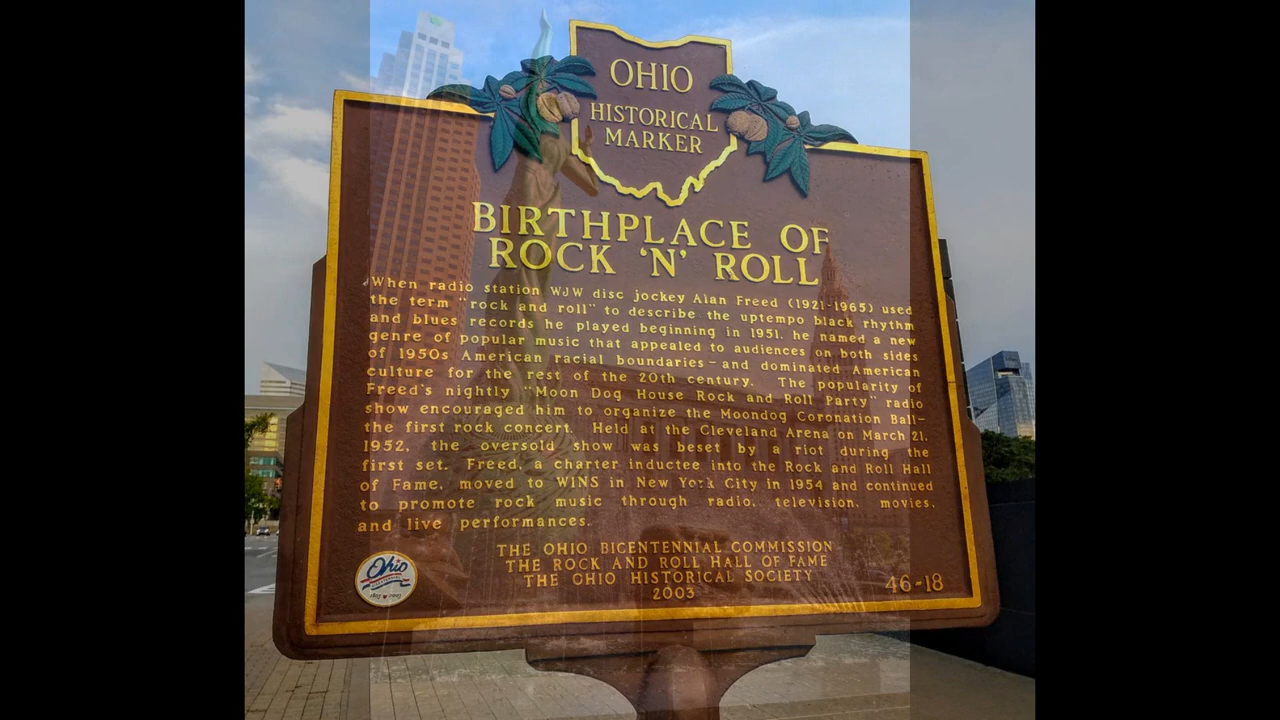 OHIO
HISTORICAL
MARKER
BIRTHPLACE OF
ROCK 'N' ROLL
When radio station WJW disc jockey Alan Freed (1921-1965) used
the term "rock and roll" to describe the uptempo black rhythm
and blues records he played beginning in 1951, he named a new
genre of popular music that appealed to audiences on both sides
of 1950s American racial boundaries–and dominated American
culture for the rest of the 20th century. The popularity of
Freed's nightly "Moon Dog House Rock and Roll Party" radio
show encouraged him to organize the Moondog Coronation Ball–
the first rock concert. Held at the Cleveland Arena on March 21,
1952, the oversold show was beset by a riot during the
first set. Freed, a charter inductee into the Rock and Roll Hall
of Fame, moved to WINS in New York City in 1954 and continued
to promote rock music through radio, television, movies,
and live performances.
THE OHIO BICENTENNIAL COMMISSION
THE ROCK AND ROLL HALL OF FAME
THE OHIO HISTORICAL SOCIETY
2003
46-18
Ohio
BICENTENNIAL